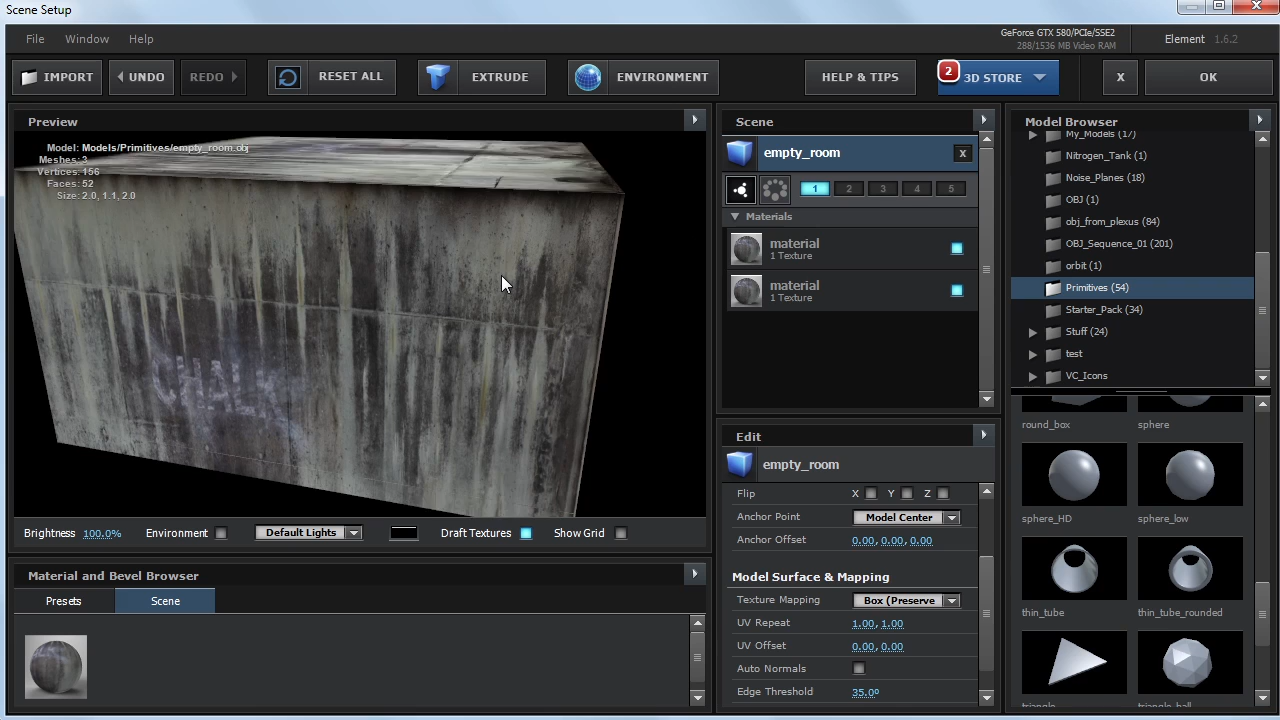 Scene Setup
File Window Help
GeForce GTX 580/PCIe/SSE2
288/1536 MB Video RAM
Element 1.6.2
IMPORT UNDO REDO RESET ALL EXTRUDE ENVIRONMENT HELP & TIPS 2 3D STORE X OK
Preview
Model: Models/Primitives/empty_room.obj
Meshes: 3
Vertices: 156
Faces: 52
Size: 2.0, 1.1, 2.0
CHALK
Brightness 100.0% Environment Default Lights Draft Textures Show Grid
Material and Bevel Browser
Presets Scene
Scene
empty_room X
1 2 3 4 5
Materials
material
1 Texture
material
1 Texture
Edit
empty_room
Flip X Y Z
Anchor Point Model Center
Anchor Offset 0.00, 0.00, 0.00
Model Surface & Mapping
Texture Mapping Box (Preserve
UV Repeat 1.00, 1.00
UV Offset 0.00, 0.00
Auto Normals
Edge Threshold 35.0º
Model Browser
My_Models (17)
Nitrogen_Tank (1)
Noise_Planes (18)
OBJ (1)
obj_from_plexus (84)
OBJ_Sequence_01 (201)
orbit (1)
Primitives (54)
Starter_Pack (34)
Stuff (24)
test
VC_Icons
round_box sphere
sphere_HD sphere_low
thin_tube thin_tube_rounded
triangle triangle_ball